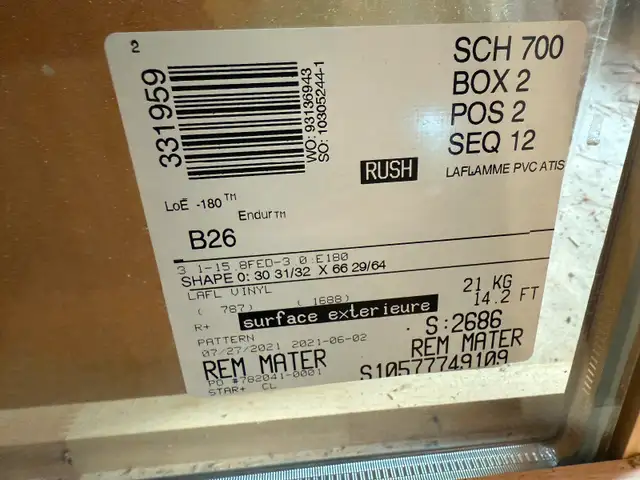 2
331959
WO: 93136943
SO: 10305244-1
SCH 700
BOX 2
POS 2
SEQ 12
RUSH
LAFLAMME PVC ATIS
LoĒ -180™
Endur™
B26
3 1-15.8FED-3.0:E180
SHAPE 0: 30 31/32 X 66 29/64
LAFL VINYL
( 787) ( 1688)
21 KG
14.2 FT
R+
surface exterieure
PATTERN
S:2686
07/27/2021 2021-06-02
REM MATER
REM MATER
PO #782041-0001
S10577749109
STAR+ CL